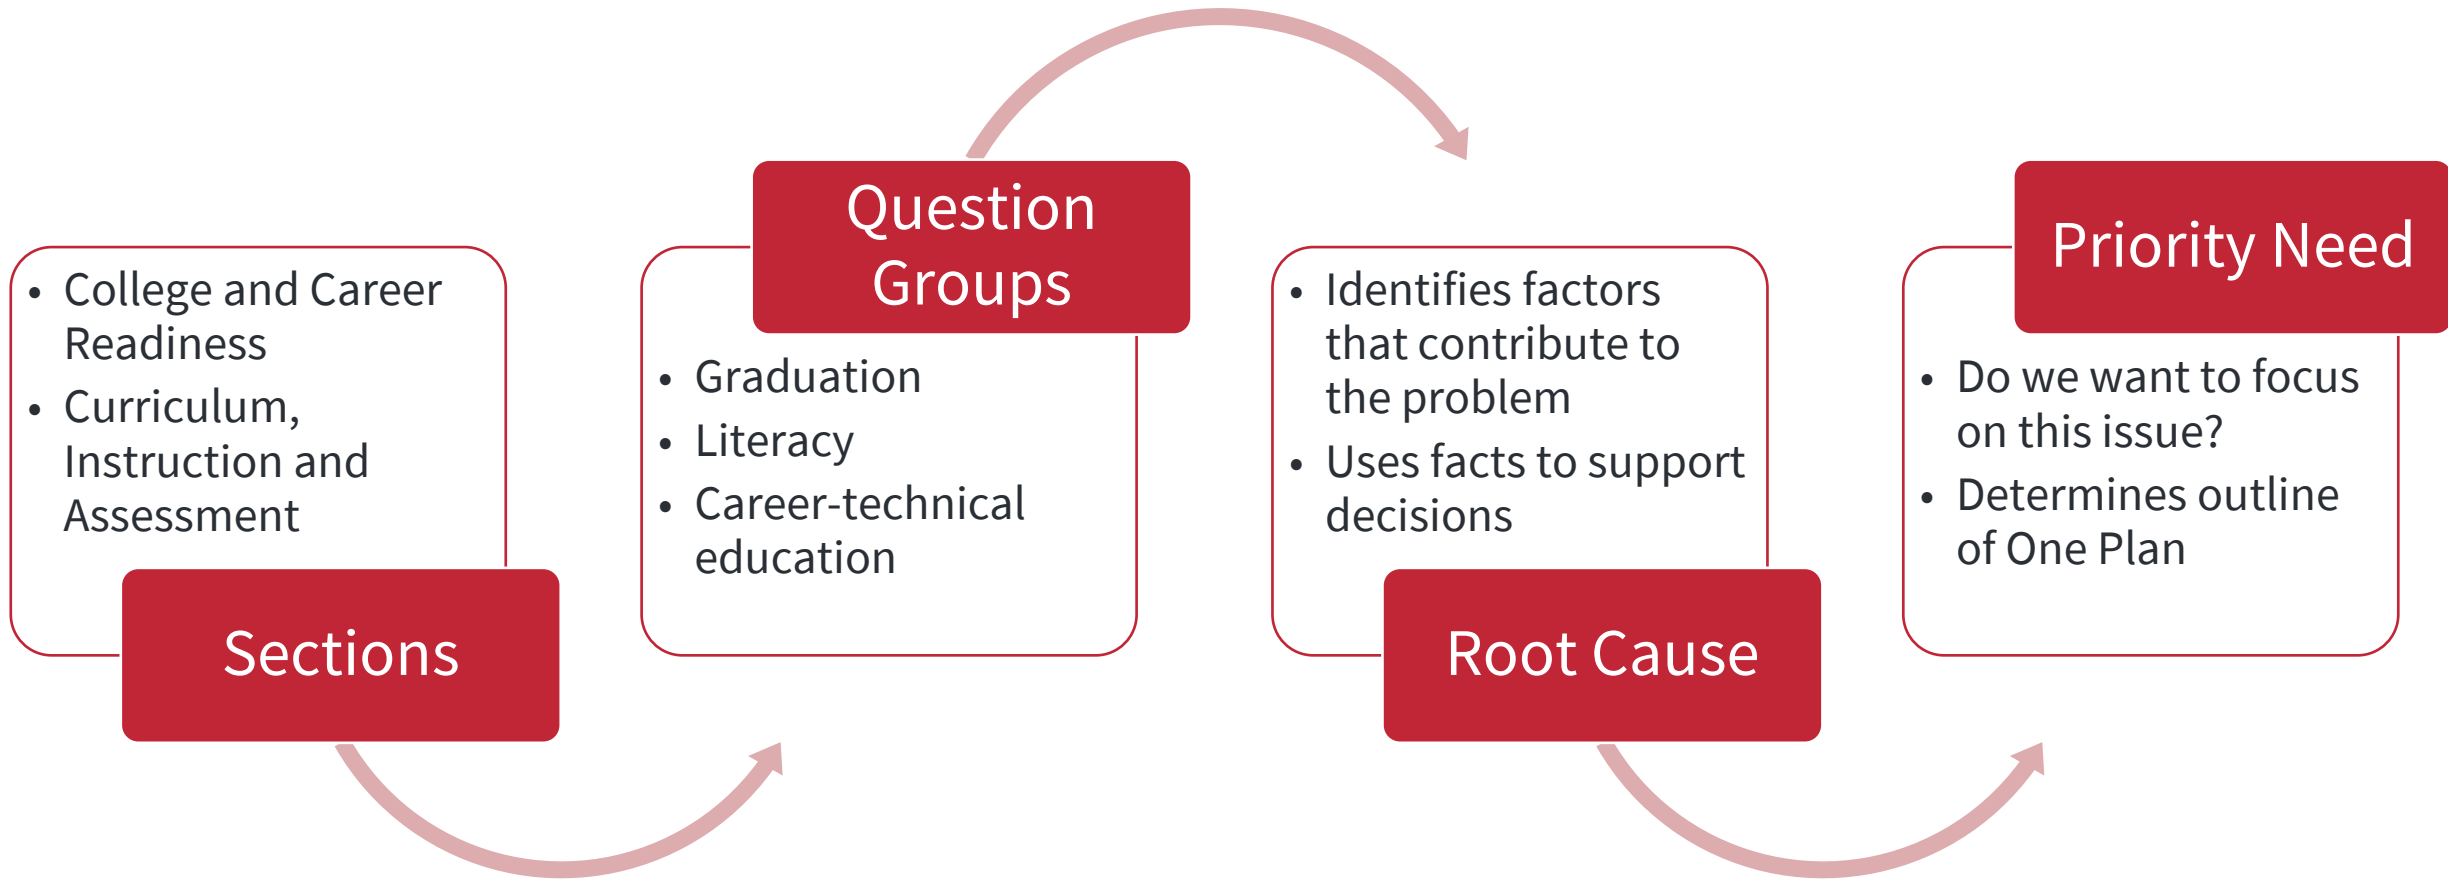 • College and Career
Readiness
• Curriculum,
Instruction and
Assessment
Sections
Question
Groups
• Graduation
• Literacy
• Career-technical
education
• Identifies factors
that contribute to
the problem
• Uses facts to support
decisions
Root Cause
Priority Need
• Do we want to focus
on this issue?
• Determines outline
of One Plan